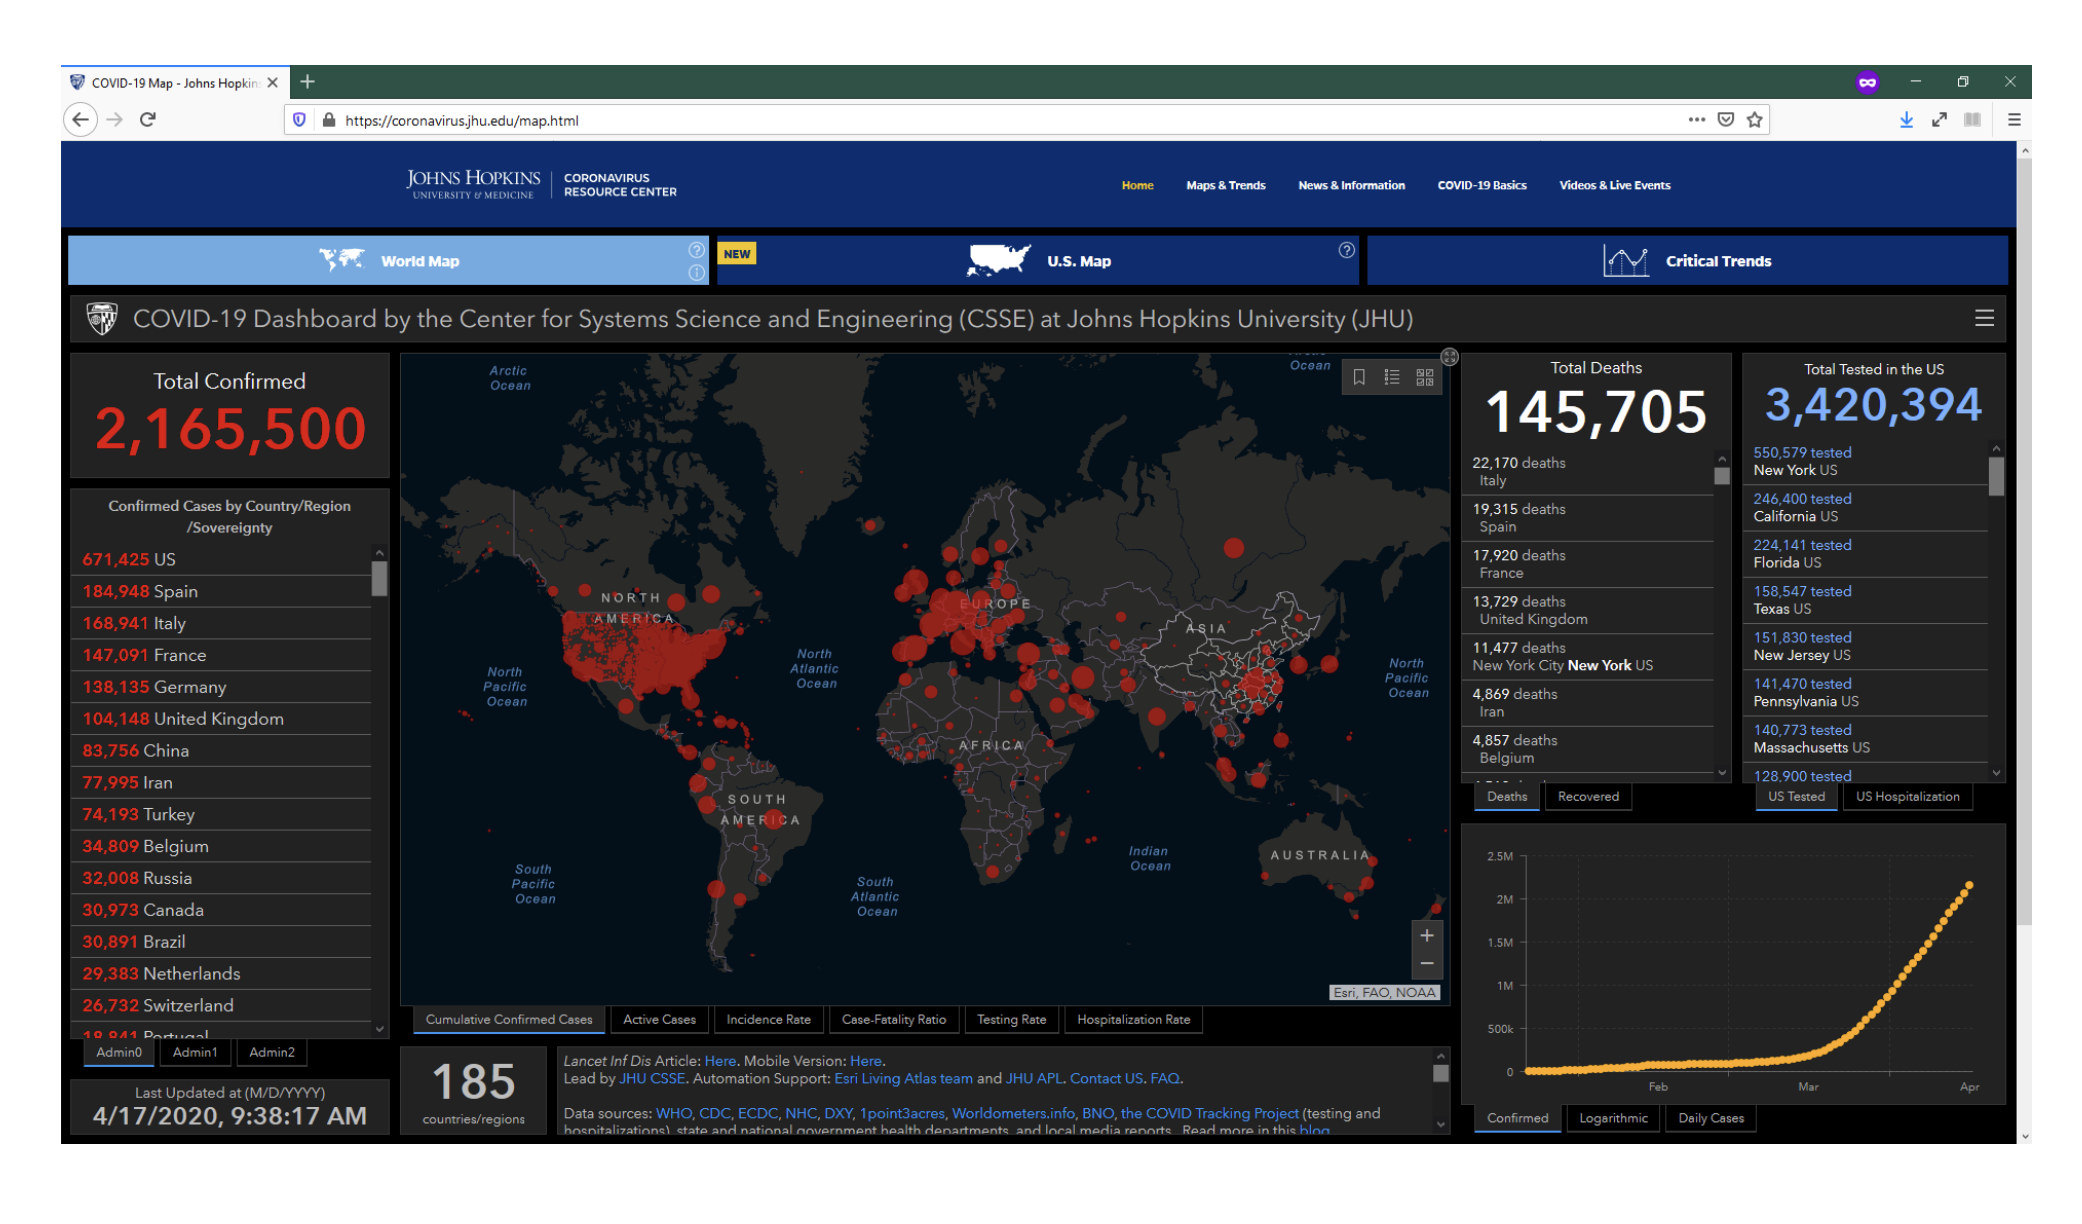 COVID-19 Map - Johns Hopkin
https://coronavirus.jhu.edu/map.html
JOHNS HOPKINS
UNIVERSITY & MEDICINE
CORONAVIRUS
RESOURCE CENTER
Home
Maps & Trends
News & Information
COVID-19 Basics
Videos & Live Events
World Map
NEW
U.S. Map
Critical Trends
COVID-19 Dashboard by the Center for Systems Science and Engineering (CSSE) at Johns Hopkins University (JHU)
Total Confirmed
2,165,500
Confirmed Cases by Country/Region
/Sovereignty
671,425 US
184,948 Spain
168,941 Italy
147,091 France
138,135 Germany
104,148 United Kingdom
83,756 China
77,995 Iran
74,193 Turkey
34,809 Belgium
32,008 Russia
30,973 Canada
30,891 Brazil
29,383 Netherlands
26,732 Switzerland
18,841 Portugal
Admin0
Admin1
Admin2
Last Updated at (M/D/YYYY)
4/17/2020, 9:38:17 AM
Arctic
Ocean
Ocean
NORTH
AMERICA
EUROPE
ASIA
North
Pacific
Ocean
North
Atlantic
Ocean
North
Pacific
Ocean
AFRICA
SOUTH
AMERICA
Indian
Ocean
AUSTRALIA
South
Pacific
Ocean
South
Atlantic
Ocean
+
−
Esri, FAO, NOAA
Cumulative Confirmed Cases
Active Cases
Incidence Rate
Case-Fatality Ratio
Testing Rate
Hospitalization Rate
185
countries/regions
Lancet Inf Dis Article: Here. Mobile Version: Here.
Lead by JHU CSSE. Automation Support: Esri Living Atlas team and JHU APL. Contact US. FAQ.
Data sources: WHO, CDC, ECDC, NHC, DXY, 1point3acres, Worldometers.info, BNO, the COVID Tracking Project (testing and
hospitalizations), state and national government health departments, and local media reports. Read more in this blog.
Total Deaths
145,705
22,170 deaths
Italy
19,315 deaths
Spain
17,920 deaths
France
13,729 deaths
United Kingdom
11,477 deaths
New York City New York US
4,869 deaths
Iran
4,857 deaths
Belgium
Deaths
Recovered
Total Tested in the US
3,420,394
550,579 tested
New York US
246,400 tested
California US
224,141 tested
Florida US
158,547 tested
Texas US
151,830 tested
New Jersey US
141,470 tested
Pennsylvania US
140,773 tested
Massachusetts US
128,900 tested
US Tested
US Hospitalization
2.5M
2M
1.5M
1M
500k
0
Feb
Mar
Apr
Confirmed
Logarithmic
Daily Cases